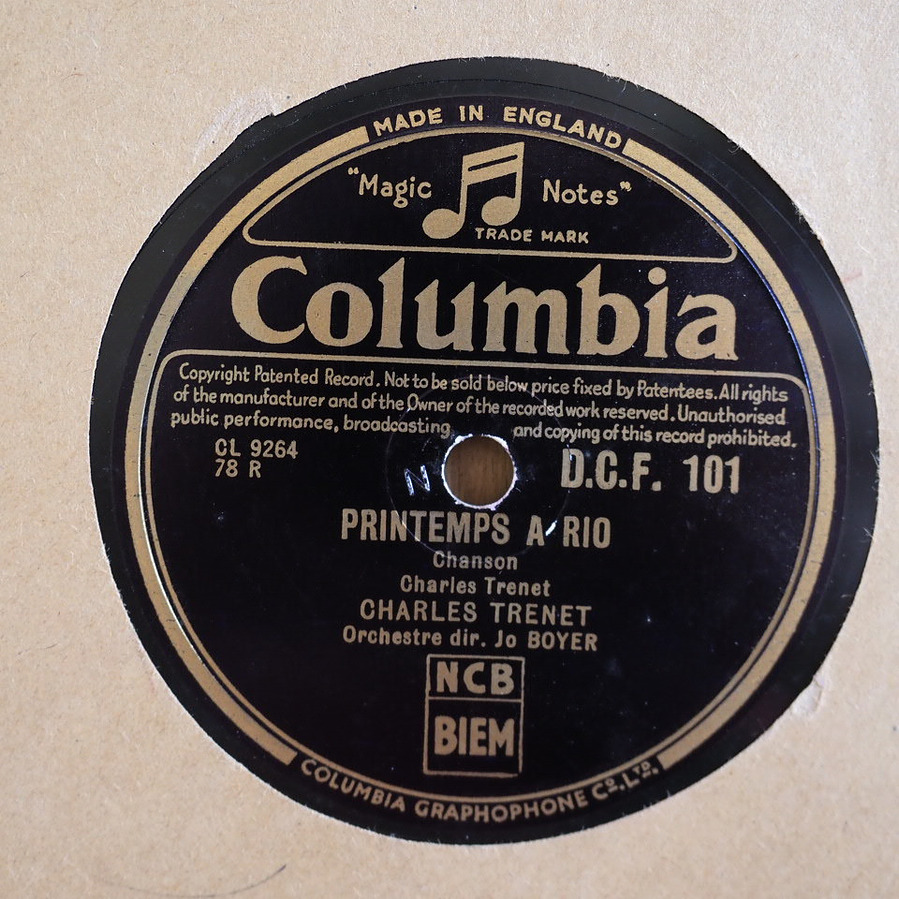 MADE IN ENGLAND
"Magic Notes"
TRADE MARK
Columbia
Copyright Patented Record. Not to be sold below price fixed by Patentees. All rights
of the manufacturer and of the Owner of the recorded work reserved. Unauthorised
public performance, broadcasting and copying of this record prohibited.
CL 9264
78 R
D.C.F. 101
N
PRINTEMPS A RIO
Chanson
Charles Trenet
CHARLES TRENET
Orchestre dir. Jo BOYER
NCB
BIEM
COLUMBIA GRAPHOPHONE Co. LTD.